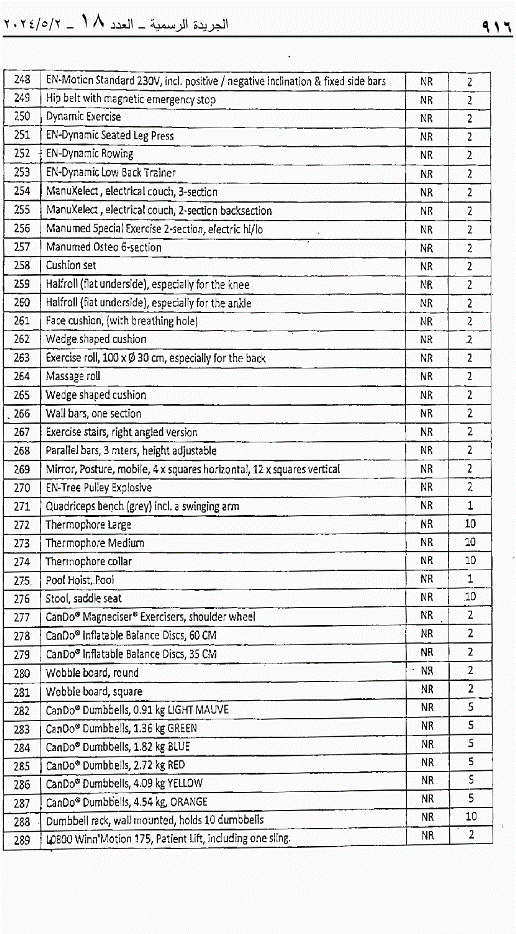 ٩١٦ الجريدة الرسمية – العدد ١٨ – ٢٠٢٤/٥/٢
248 EN-Motion Standard 230V, incl. positive / negative inclination & fixed side bars NR 2
249 Hip belt with magnetic emergency stop NR 2
250 Dynamic Exercise NR 2
251 EN-Dynamic Seated Leg Press NR 2
252 EN-Dynamic Rowing NR 2
253 EN-Dynamic Low Back Trainer NR 2
254 ManuXelect , electrical couch, 3-section NR 2
255 ManuXelect , electrical couch, 2-section backsection NR 2
256 Manumed Special Exercise 2-section, electric hi/lo NR 2
257 Manumed Osteo 6-section NR 2
258 Cushion set NR 2
259 Halfroll (flat underside), especially for the knee NR 2
260 Halfroll (flat underside), especially for the ankle NR 2
261 Face cushion, (with breathing hole) NR 2
262 Wedge shaped cushion NR 2
263 Exercise roll, 100 x Ø 30 cm, especially for the back NR 2
264 Massage roll NR 2
265 Wedge shaped cushion NR 2
266 Wall bars, one section NR 2
267 Exercise stairs, right angled version NR 2
268 Parallel bars, 3 mters, height adjustable NR 2
269 Mirror, Posture, mobile, 4 x squares horizontal, 12 x squares vertical NR 2
270 EN-Tree Pulley Explosive NR 2
271 Quadriceps bench (grey) incl. a swinging arm NR 1
272 Thermophore Large NR 10
273 Thermophore Medium NR 10
274 Thermophore collar NR 10
275 Pool Hoist, Pool NR 1
276 Stool, saddle seat NR 10
277 CanDo® Magneciser® Exercisers, shoulder wheel NR 2
278 CanDo® Inflatable Balance Discs, 60 CM NR 2
279 CanDo® Inflatable Balance Discs, 35 CM NR 2
280 Wobble board, round NR 2
281 Wobble board, square NR 2
282 CanDo® Dumbbells, 0.91 kg LIGHT MAUVE NR 5
283 CanDo® Dumbbells, 1.36 kg GREEN NR 5
284 CanDo® Dumbbells, 1.82 kg BLUE NR 5
285 CanDo® Dumbbells, 2.72 kg RED NR 5
286 CanDo® Dumbbells, 4.09 kg YELLOW NR 5
287 CanDo® Dumbbells, 4.54 kg, ORANGE NR 5
288 Dumbbell rack, wall mounted, holds 10 dumbbells NR 10
289 LD800 Winn'Motion 175, Patient Lift, including one sling. NR 2